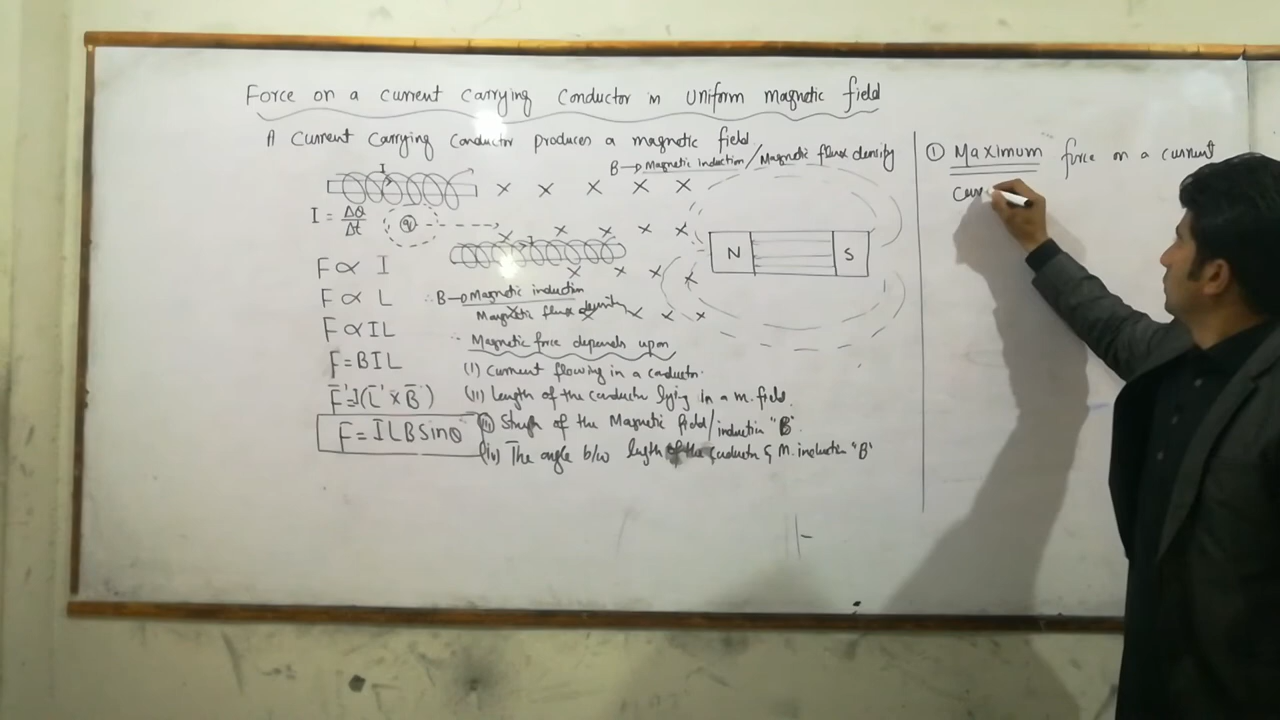 Force on a current carrying conductor in uniform magnetic field
A current carrying conductor produces a magnetic field
B → Magnetic induction / Magnetic flux density
I
I = ΔQ/Δt
q
I
F ∝ I
F ∝ L
F ∝ IL
F = BIL
F = I(L × B)
F = ILB Sinθ
N S
∴ B → Magnetic induction
Magnetic flux density
∴ Magnetic force depends upon
(i) current flowing in a conductor.
(ii) length of the conductor lying in a m. field.
(iii) Strength of the Magnetic field/induction "B".
(iv) The angle b/w length of the conductor & M. induction "B"
① Maximum force on a current